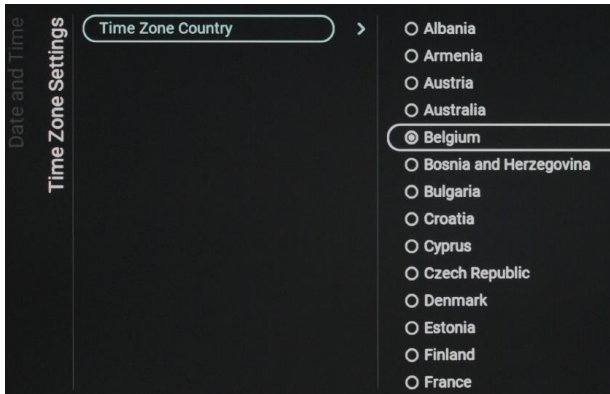 Date and Time
Time Zone Settings
Time Zone Country
Albania
Armenia
Austria
Australia
Belgium
Bosnia and Herzegovina
Bulgaria
Croatia
Cyprus
Czech Republic
Denmark
Estonia
Finland
France